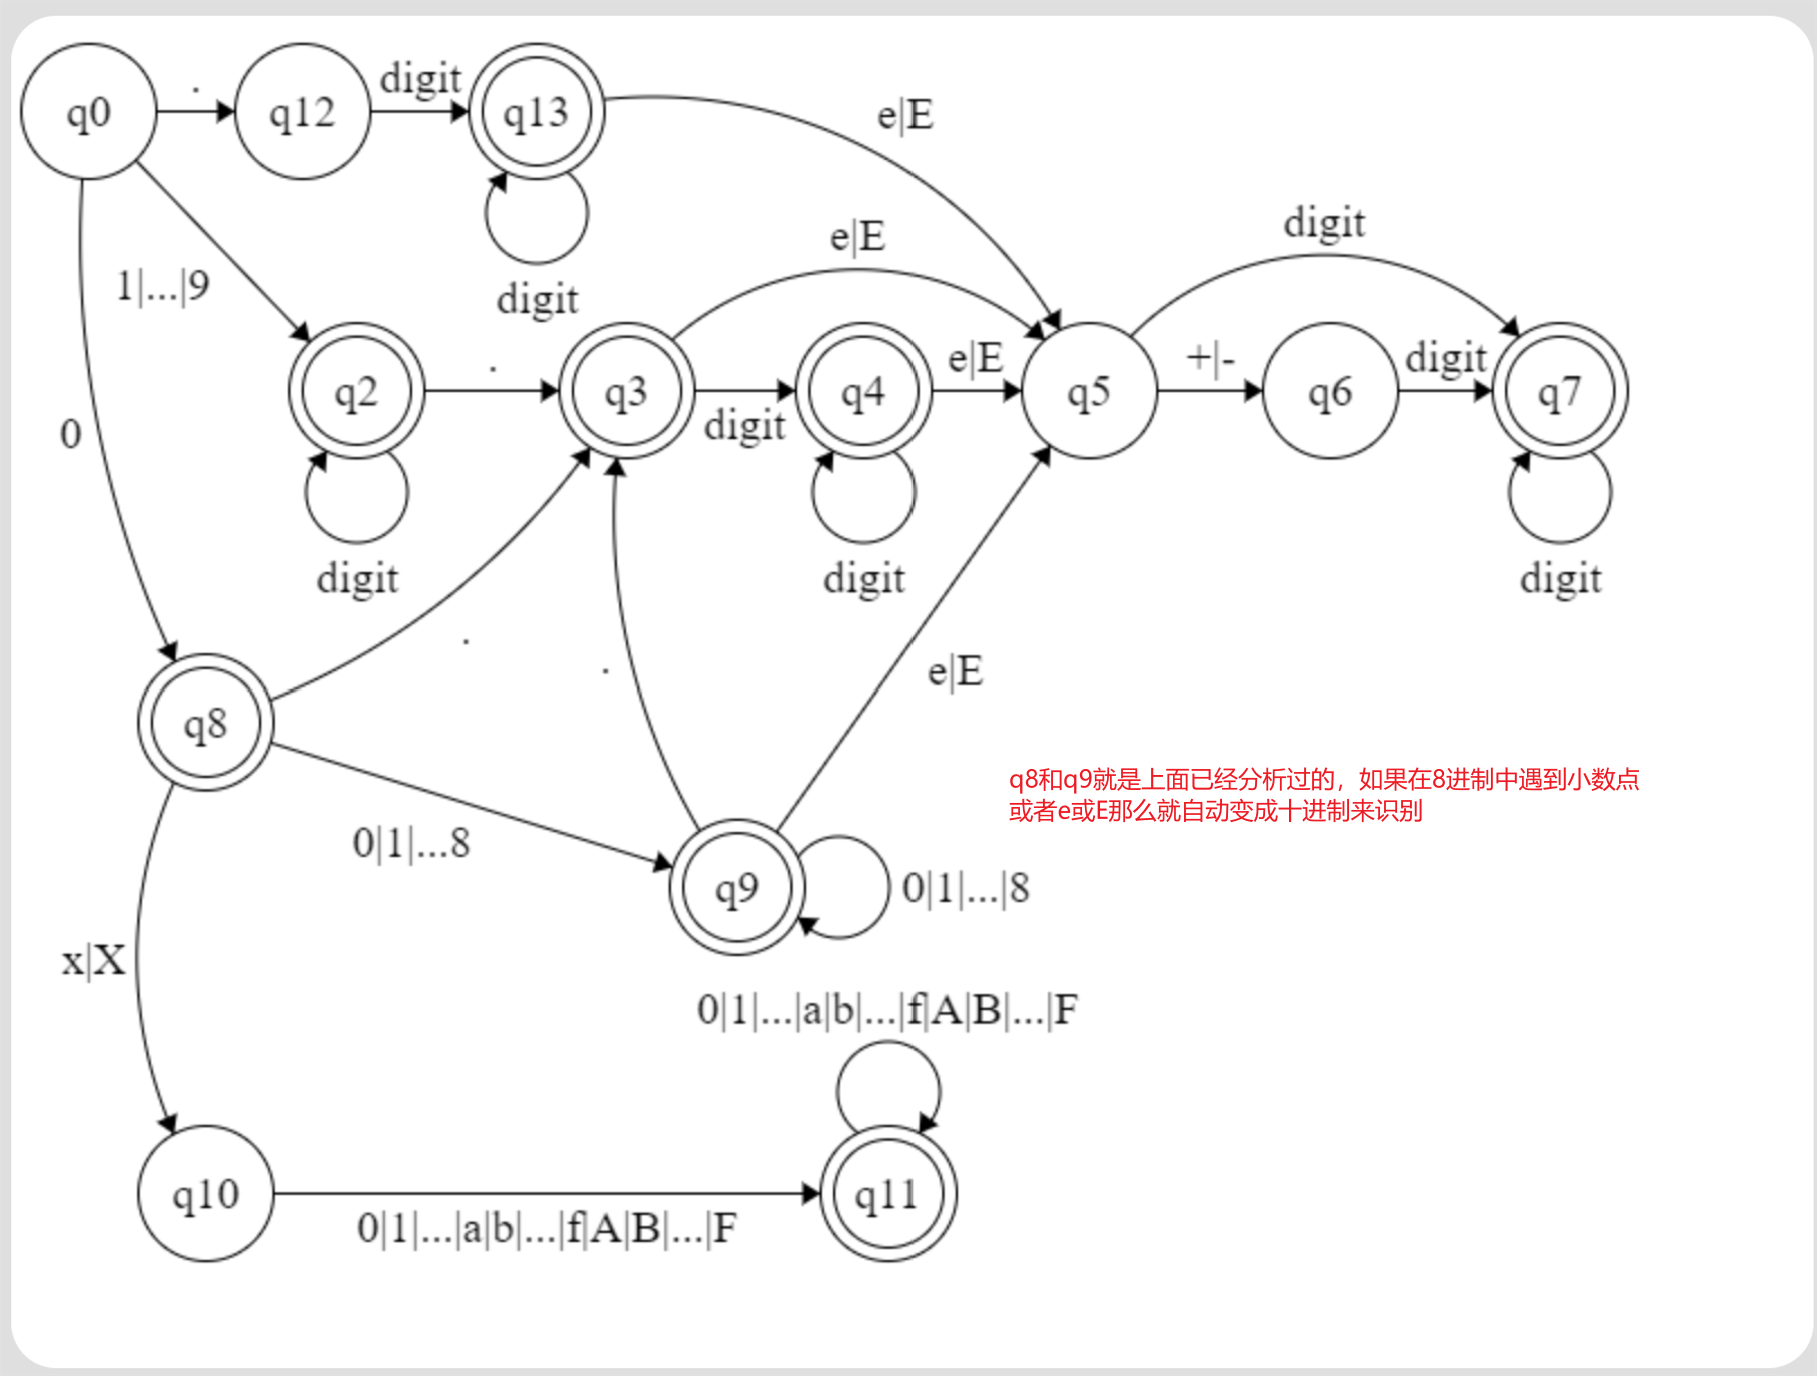 q0
.
q12
digit
q13
e|E
digit
1|...|9
0
q2
.
q3
e|E
digit
q4
e|E
q5
digit
+|-
q6
digit
q7
digit
digit
digit
.
.
e|E
q8
0|1|...8
q9
0|1|...|8
q8和q9就是上面已经分析过的，如果在8进制中遇到小数点
或者e或E那么就自动变成十进制来识别
x|X
0|1|...|a|b|...|f|A|B|...|F
q10
0|1|...|a|b|...|f|A|B|...|F
q11